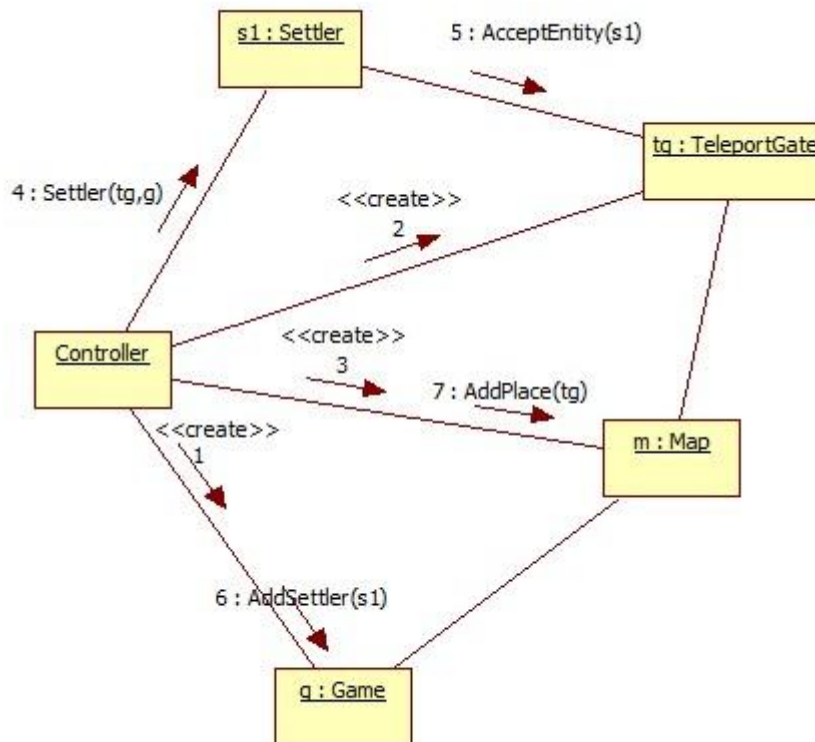 s1 : Settler
5 : AcceptEntity(s1)
tg : TeleportGate
4 : Settler(tg,g)
<<create>>
2
Controller
<<create>>
3
7 : AddPlace(tg)
<<create>>
1
m : Map
6 : AddSettler(s1)
g : Game